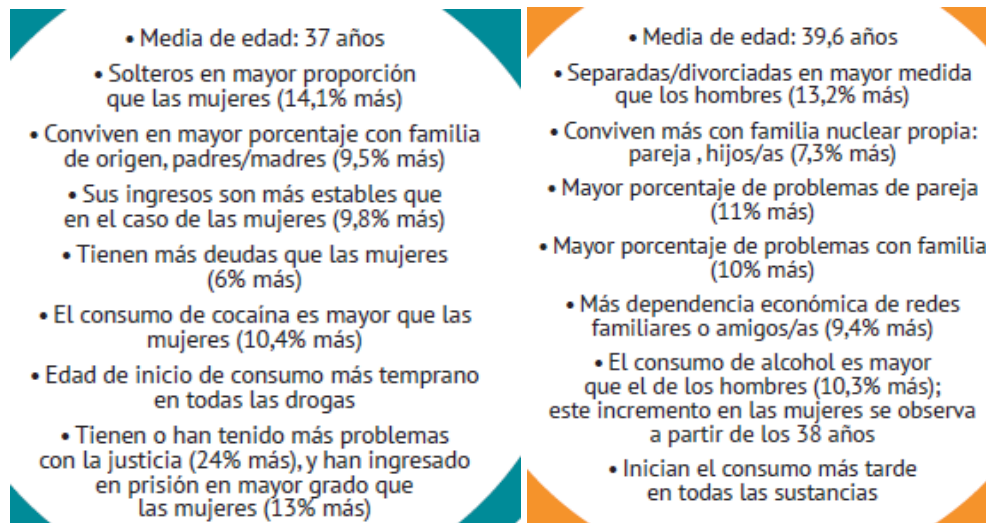 • Media de edad: 37 años
• Solteros en mayor proporción
que las mujeres (14,1% más)
• Conviven en mayor porcentaje con familia
de origen, padres/madres (9,5% más)
• Sus ingresos son más estables que
en el caso de las mujeres (9,8% más)
• Tienen más deudas que las mujeres
(6% más)
• El consumo de cocaína es mayor que las
mujeres (10,4% más)
• Edad de inicio de consumo más temprano
en todas las drogas
• Tienen o han tenido más problemas
con la justicia (24% más), y han ingresado
en prisión en mayor grado que
las mujeres (13% más)
• Media de edad: 39,6 años
• Separadas/divorciadas en mayor medida
que los hombres (13,2% más)
• Conviven más con familia nuclear propia:
pareja , hijos/as (7,3% más)
• Mayor porcentaje de problemas de pareja
(11% más)
• Mayor porcentaje de problemas con familia
(10% más)
• Más dependencia económica de redes
familiares o amigos/as (9,4% más)
• El consumo de alcohol es mayor
que el de los hombres (10,3% más);
este incremento en las mujeres se observa
a partir de los 38 años
• Inician el consumo más tarde
en todas las sustancias